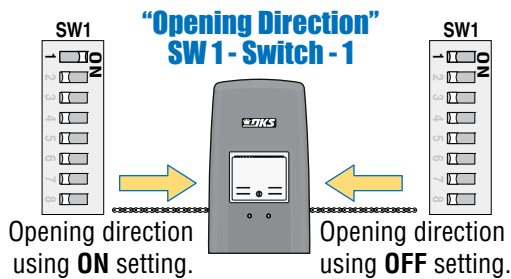 “Opening Direction”
SW 1 - Switch - 1
SW1
ON
1
2
3
4
5
6
7
8
DKS
SW1
ON
1
2
3
4
5
6
7
8
Opening direction
using ON setting.
Opening direction
using OFF setting.